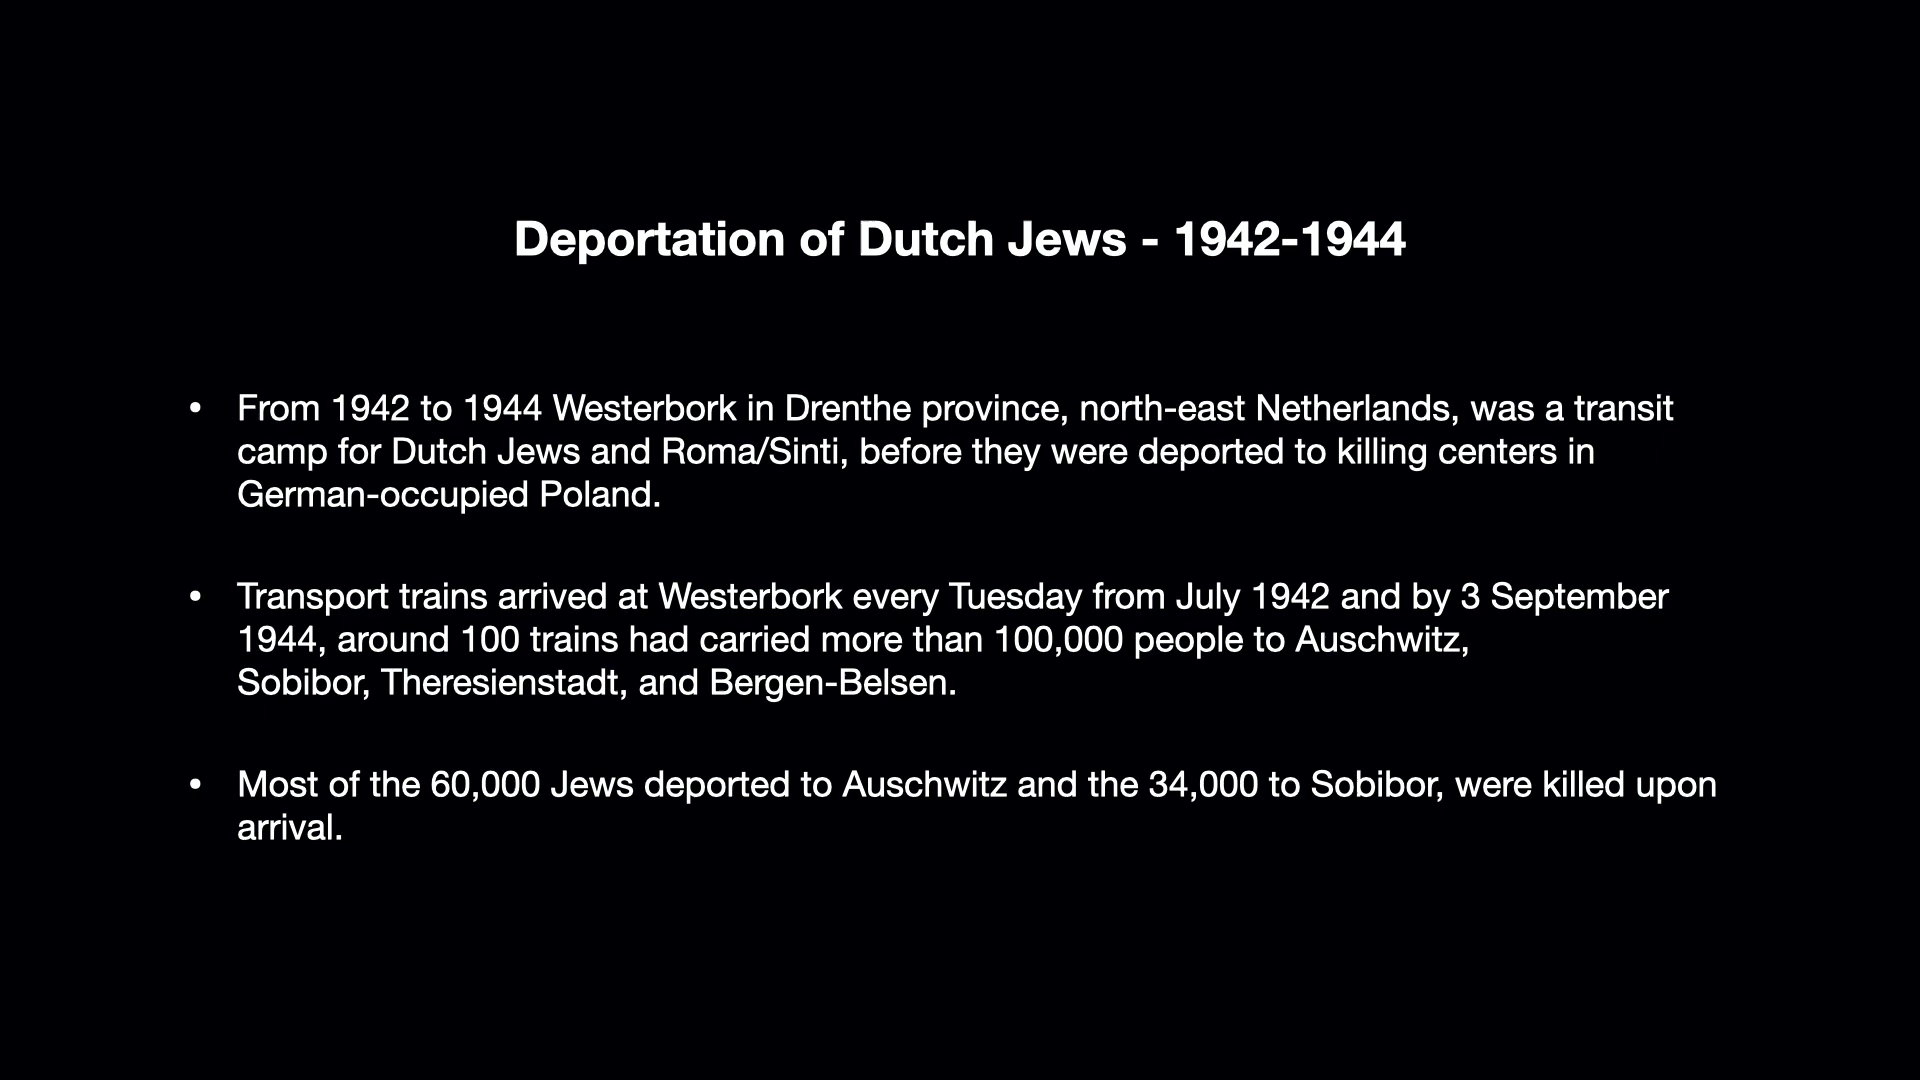 Deportation of Dutch Jews - 1942-1944
• From 1942 to 1944 Westerbork in Drenthe province, north-east Netherlands, was a transit
camp for Dutch Jews and Roma/Sinti, before they were deported to killing centers in
German-occupied Poland.
• Transport trains arrived at Westerbork every Tuesday from July 1942 and by 3 September
1944, around 100 trains had carried more than 100,000 people to Auschwitz,
Sobibor, Theresienstadt, and Bergen-Belsen.
• Most of the 60,000 Jews deported to Auschwitz and the 34,000 to Sobibor, were killed upon
arrival.